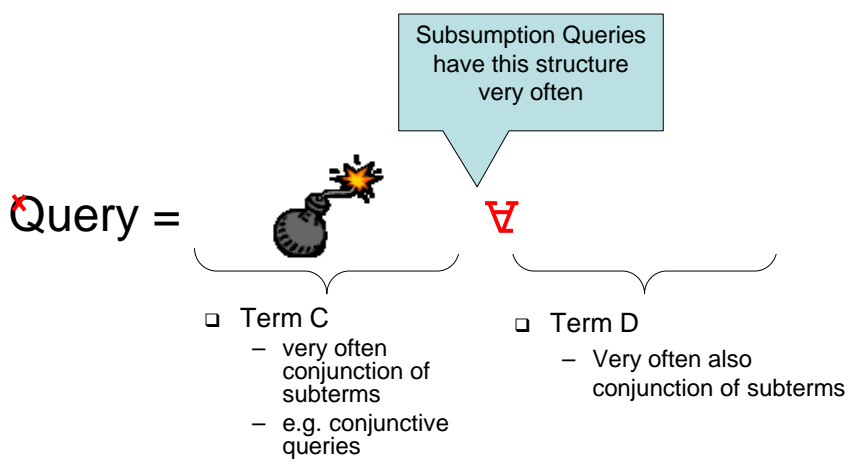 Subsumption Queries
have this structure
very often
Query = ∀
Term C
– very often
conjunction of
subterms
– e.g. conjunctive
queries
Term D
– Very often also
conjunction of subterms